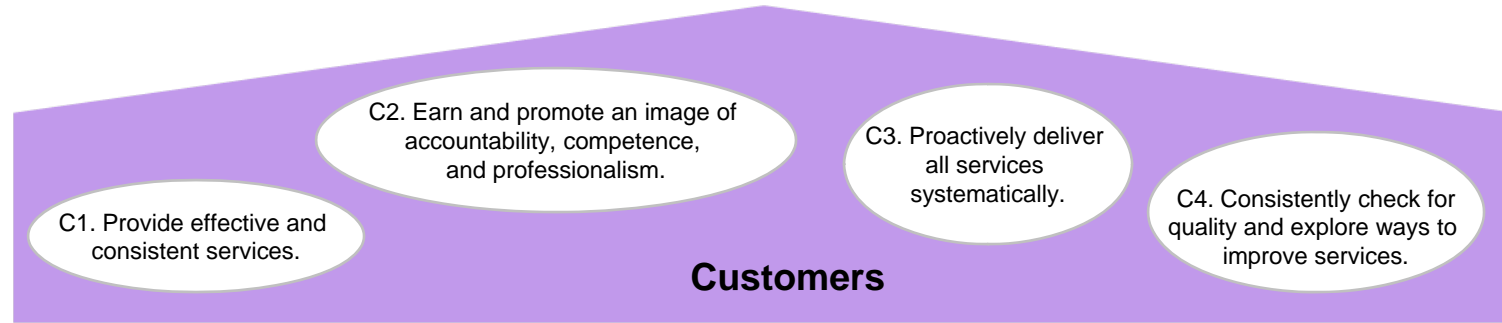 C1. Provide effective and
consistent services.
C2. Earn and promote an image of
accountability, competence,
and professionalism.
C3. Proactively deliver
all services
systematically.
C4. Consistently check for
quality and explore ways to
improve services.
Customers